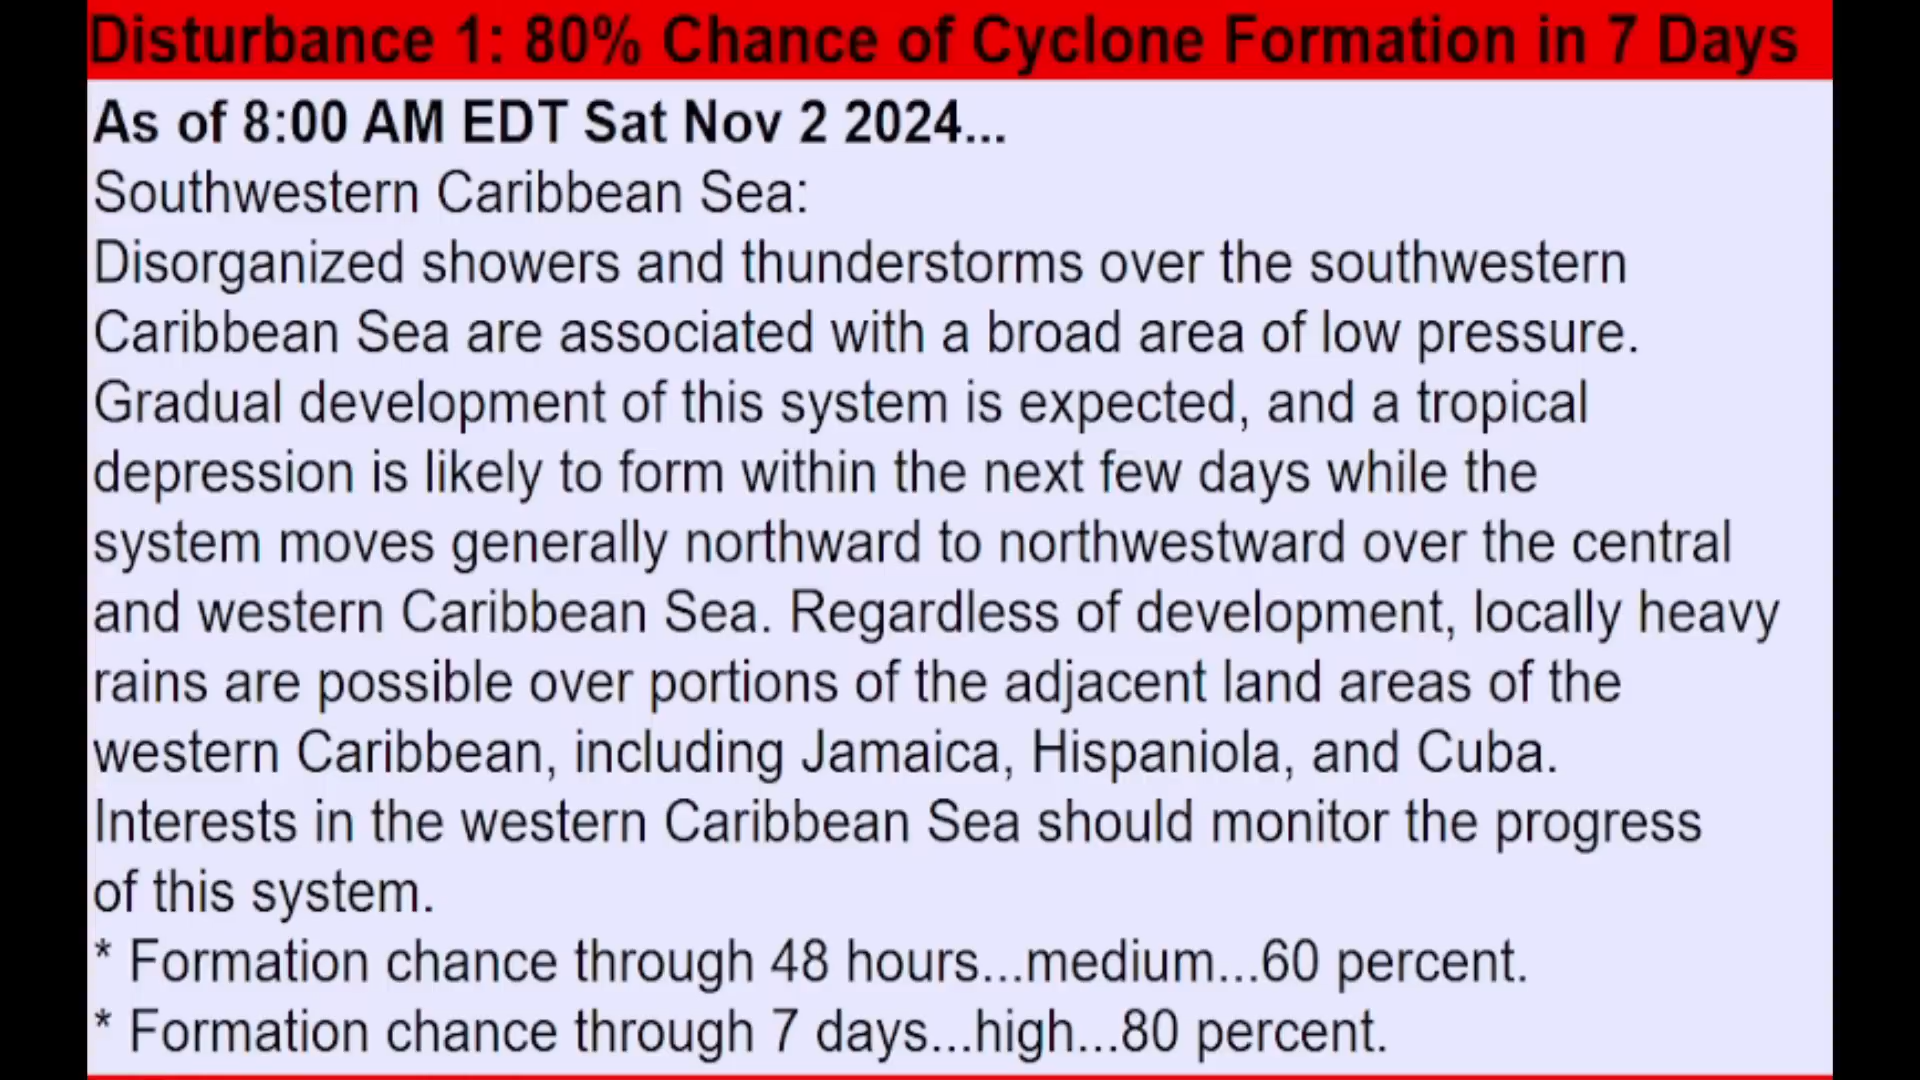 Disturbance 1: 80% Chance of Cyclone Formation in 7 Days
As of 8:00 AM EDT Sat Nov 2 2024...
Southwestern Caribbean Sea:
Disorganized showers and thunderstorms over the southwestern
Caribbean Sea are associated with a broad area of low pressure.
Gradual development of this system is expected, and a tropical
depression is likely to form within the next few days while the
system moves generally northward to northwestward over the central
and western Caribbean Sea. Regardless of development, locally heavy
rains are possible over portions of the adjacent land areas of the
western Caribbean, including Jamaica, Hispaniola, and Cuba.
Interests in the western Caribbean Sea should monitor the progress
of this system.
* Formation chance through 48 hours...medium...60 percent.
* Formation chance through 7 days...high...80 percent.